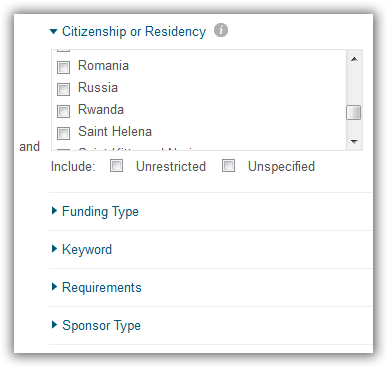 Citizenship or Residency i
Romania
Russia
Rwanda
Saint Helena
and
Include: Unrestricted Unspecified
Funding Type
Keyword
Requirements
Sponsor Type